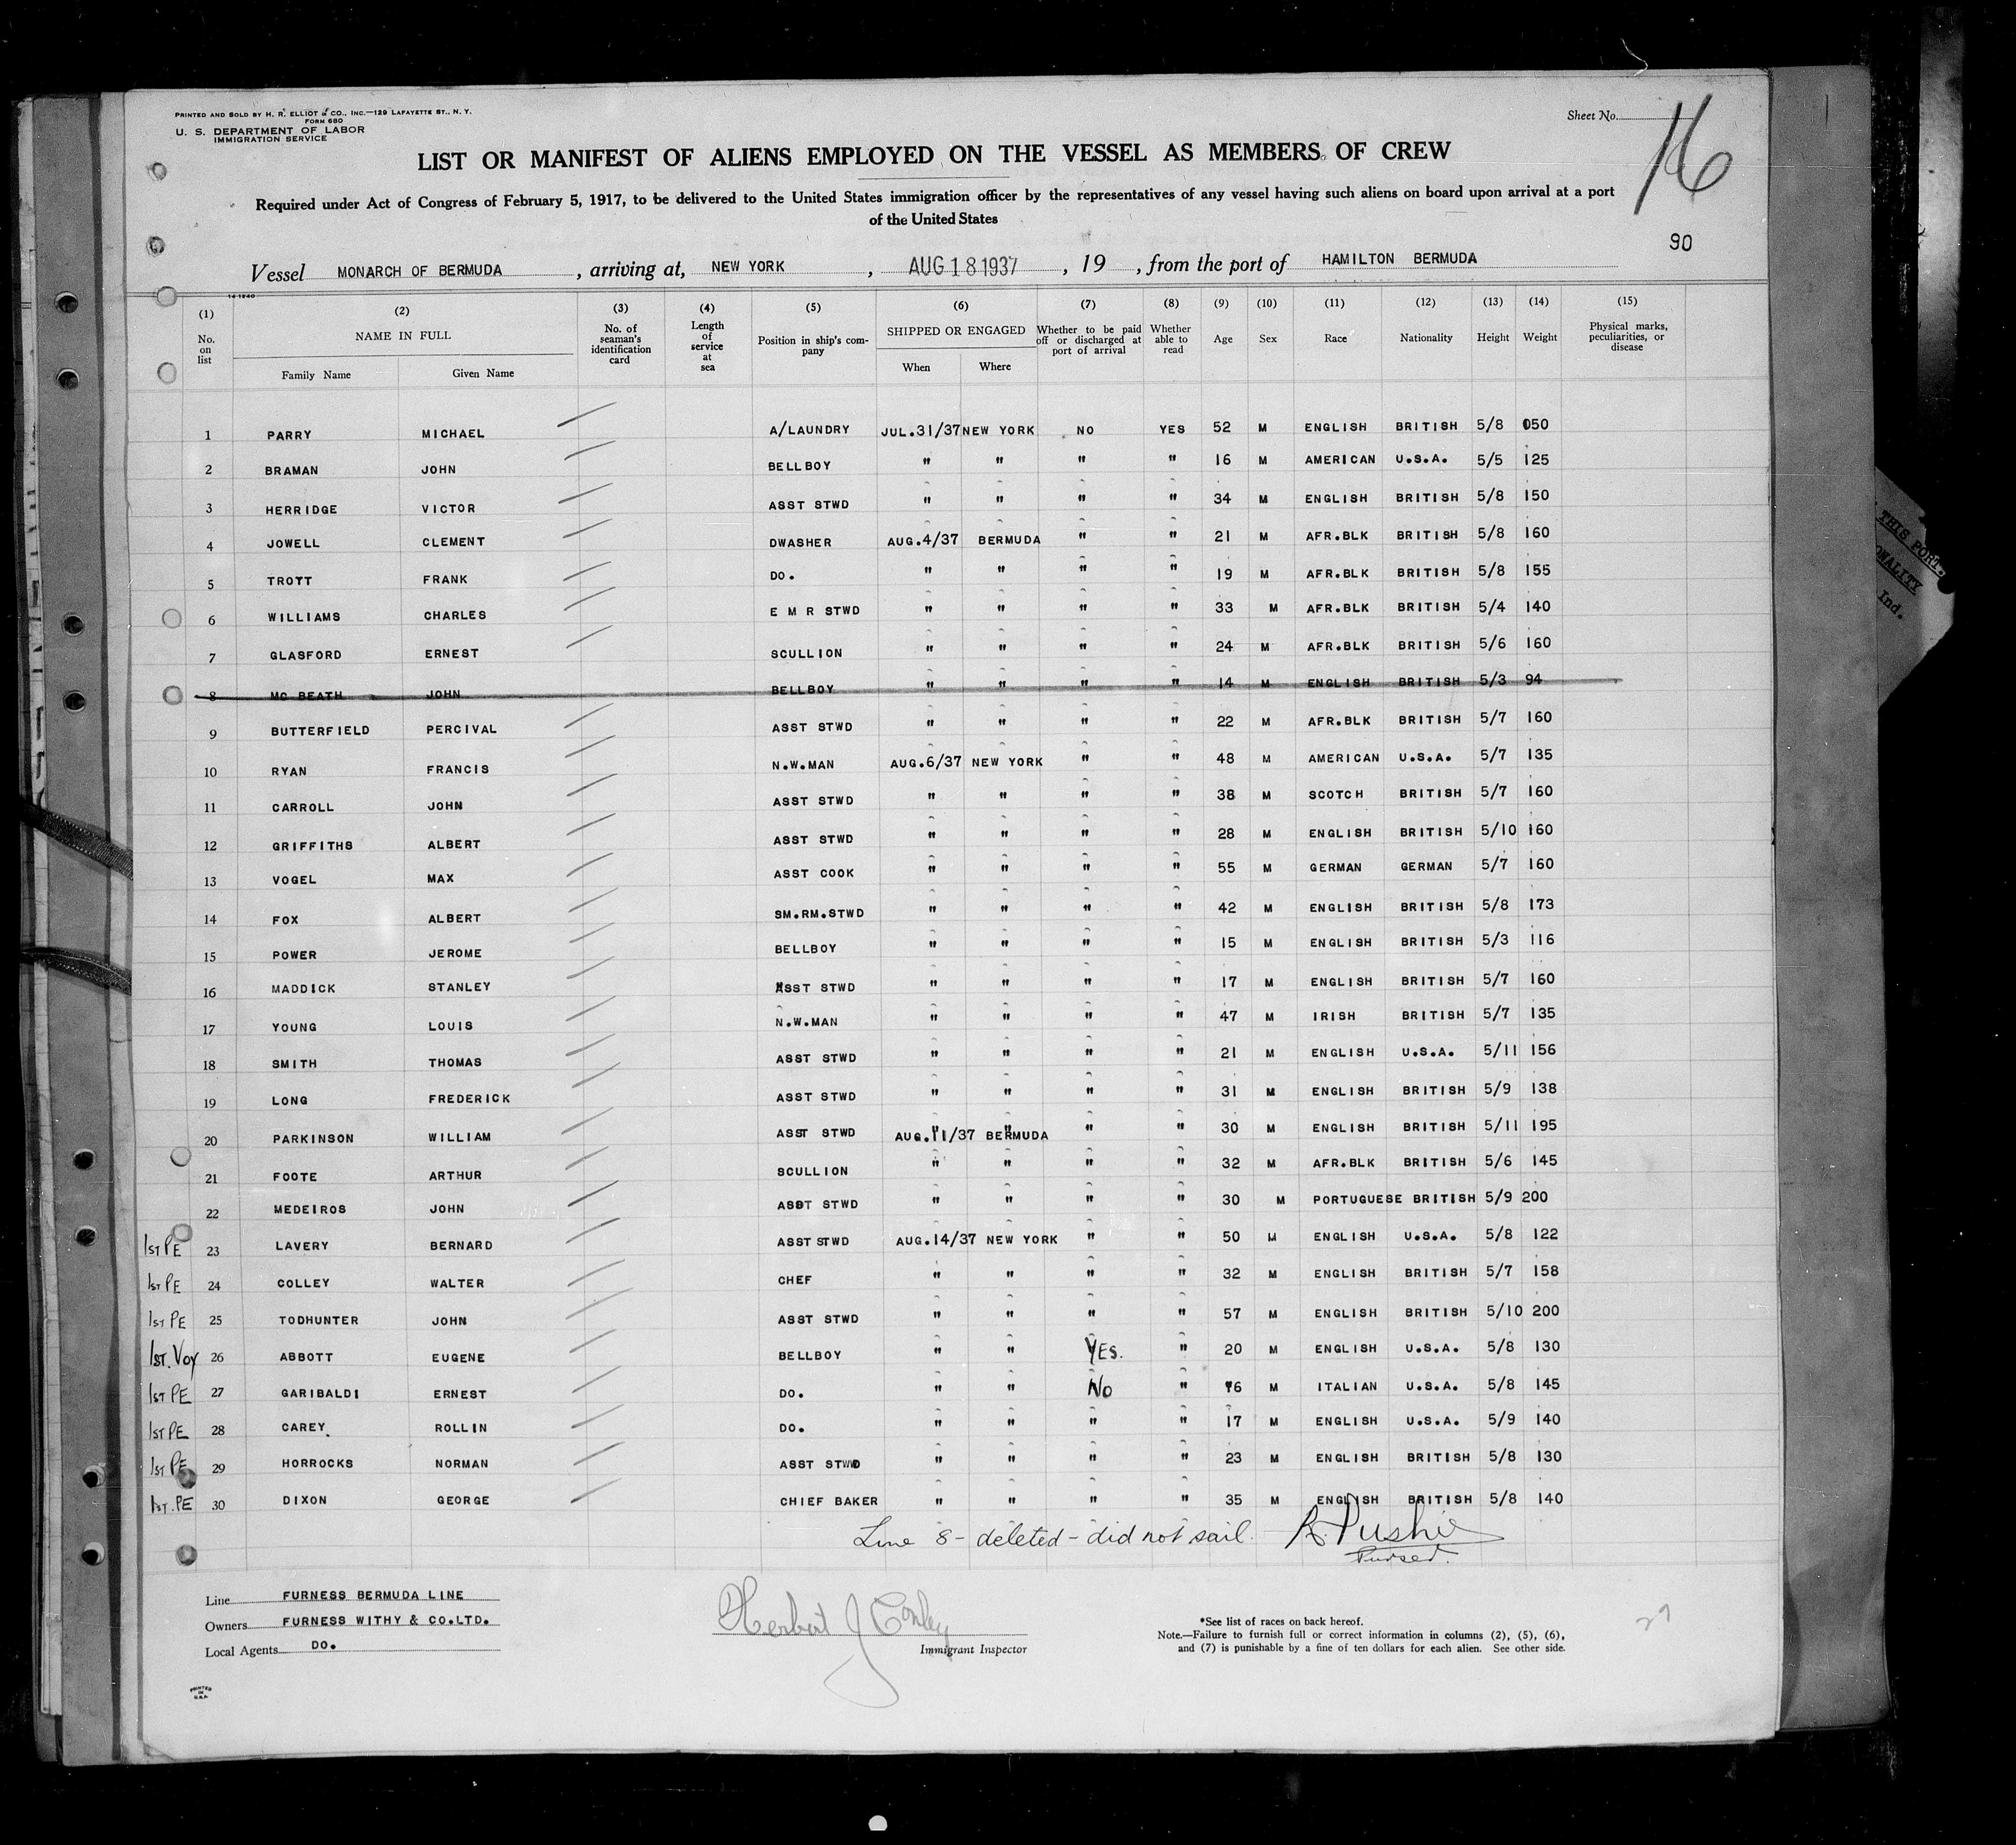 PRINTED AND SOLD BY H. R. ELLIOT & CO., INC.—129 LAFAYETTE ST., N. Y.
FORM 680
U. S. DEPARTMENT OF LABOR
IMMIGRATION SERVICE
Sheet No.
16
LIST OR MANIFEST OF ALIENS EMPLOYED ON THE VESSEL AS MEMBERS OF CREW
Required under Act of Congress of February 5, 1917, to be delivered to the United States immigration officer by the representatives of any vessel having such aliens on board upon arrival at a port
of the United States
90
Vessel MONARCH OF BERMUDA , arriving at, NEW YORK , AUG 18 1937 , 19 , from the port of HAMILTON BERMUDA
14-1240
(1) No. on list (2) NAME IN FULL Family Name Given Name (3) No. of seaman's identification card (4) Length of service at sea (5) Position in ship's company (6) SHIPPED OR ENGAGED When Where (7) Whether to be paid off or discharged at port of arrival (8) Whether able to read (9) Age (10) Sex (11) Race (12) Nationality (13) Height (14) Weight (15) Physical marks, peculiarities, or disease
1 PARRY MICHAEL A/LAUNDRY JUL.31/37 NEW YORK NO YES 52 M ENGLISH BRITISH 5/8 050
2 BRAMAN JOHN BELLBOY " " " " 16 M AMERICAN U.S.A. 5/5 125
3 HERRIDGE VICTOR ASST STWD " " " " 34 M ENGLISH BRITISH 5/8 150
4 JOWELL CLEMENT DWASHER AUG.4/37 BERMUDA " " 21 M AFR.BLK BRITISH 5/8 160
5 TROTT FRANK DO. " " " " 19 M AFR.BLK BRITISH 5/8 155
6 WILLIAMS CHARLES E M R STWD " " " " 33 M AFR.BLK BRITISH 5/4 140
7 GLASFORD ERNEST SCULLION " " " " 24 M AFR.BLK BRITISH 5/6 160
8 MC BEATH JOHN BELLBOY " " " " 14 M ENGLISH BRITISH 5/3 94
9 BUTTERFIELD PERCIVAL ASST STWD " " " " 22 M AFR.BLK BRITISH 5/7 160
10 RYAN FRANCIS N.W.MAN AUG.6/37 NEW YORK " " 48 M AMERICAN U.S.A. 5/7 135
11 CARROLL JOHN ASST STWD " " " " 38 M SCOTCH BRITISH 5/7 160
12 GRIFFITHS ALBERT ASST STWD " " " " 28 M ENGLISH BRITISH 5/10 160
13 VOGEL MAX ASST COOK " " " " 55 M GERMAN GERMAN 5/7 160
14 FOX ALBERT SM.RM.STWD " " " " 42 M ENGLISH BRITISH 5/8 173
15 POWER JEROME BELLBOY " " " " 15 M ENGLISH BRITISH 5/3 116
16 MADDICK STANLEY ASST STWD " " " " 17 M ENGLISH BRITISH 5/7 160
17 YOUNG LOUIS N.W.MAN " " " " 47 M IRISH BRITISH 5/7 135
18 SMITH THOMAS ASST STWD " " " " 21 M ENGLISH U.S.A. 5/11 156
19 LONG FREDERICK ASST STWD " " " " 31 M ENGLISH BRITISH 5/9 138
20 PARKINSON WILLIAM ASST STWD AUG.11/37 BERMUDA " " 30 M ENGLISH BRITISH 5/11 195
21 FOOTE ARTHUR SCULLION " " " " 32 M AFR.BLK BRITISH 5/6 145
22 MEDEIROS JOHN ASST STWD " " " " 30 M PORTUGUESE BRITISH 5/9 200
1ST PE 23 LAVERY BERNARD ASST STWD AUG.14/37 NEW YORK " " 50 M ENGLISH U.S.A. 5/8 122
1ST PE 24 COLLEY WALTER CHEF " " " " 32 M ENGLISH BRITISH 5/7 158
1ST PE 25 TODHUNTER JOHN ASST STWD " " " " 57 M ENGLISH BRITISH 5/10 200
1ST. VOY 26 ABBOTT EUGENE BELLBOY " " YES. " 20 M ENGLISH U.S.A. 5/8 130
1ST PE 27 GARIBALDI ERNEST DO. " " NO " 16 M ITALIAN U.S.A. 5/8 145
1ST PE 28 CAREY. ROLLIN DO. " " " " 17 M ENGLISH U.S.A. 5/9 140
1ST PE 29 HORROCKS NORMAN ASST STWD " " " " 23 M ENGLISH BRITISH 5/8 130
1ST. PE 30 DIXON GEORGE CHIEF BAKER " " " " 35 M ENGLISH BRITISH 5/8 140
Line 8 - deleted - did not sail. R. Pushie
Purser.
Line FURNESS BERMUDA LINE
Owners FURNESS WITHY & CO.LTD.
Local Agents DO.
Herbert J Conley
Immigrant Inspector
*See list of races on back hereof.
Note.—Failure to furnish full or correct information in columns (2), (5), (6),
and (7) is punishable by a fine of ten dollars for each alien. See other side.
29
PRINTED
IN
U.S.A.
THIS PORT.
ONALITY
Ind.